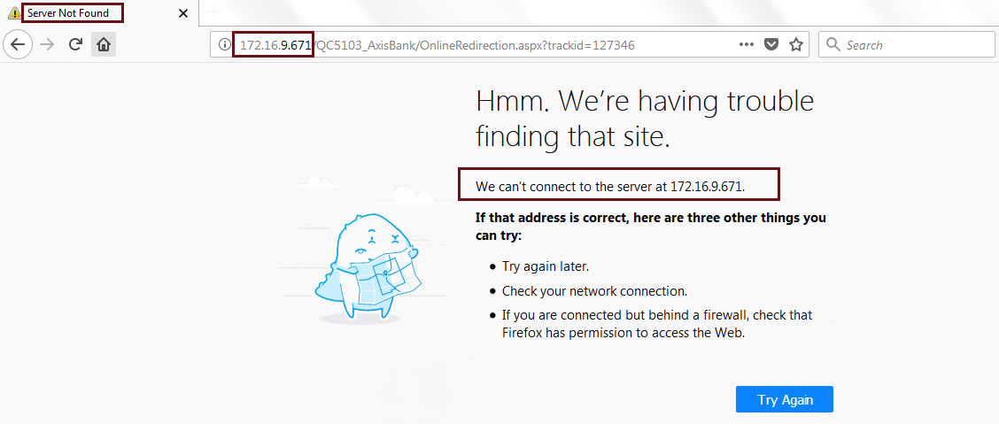 Server Not Found
172.16.9.671/QC5103_AxisBank/OnlineRedirection.aspx?trackid=127346
Search
Hmm. We're having trouble
finding that site.
We can't connect to the server at 172.16.9.671.
If that address is correct, here are three other things you
can try:
• Try again later.
• Check your network connection.
• If you are connected but behind a firewall, check that
Firefox has permission to access the Web.
Try Again